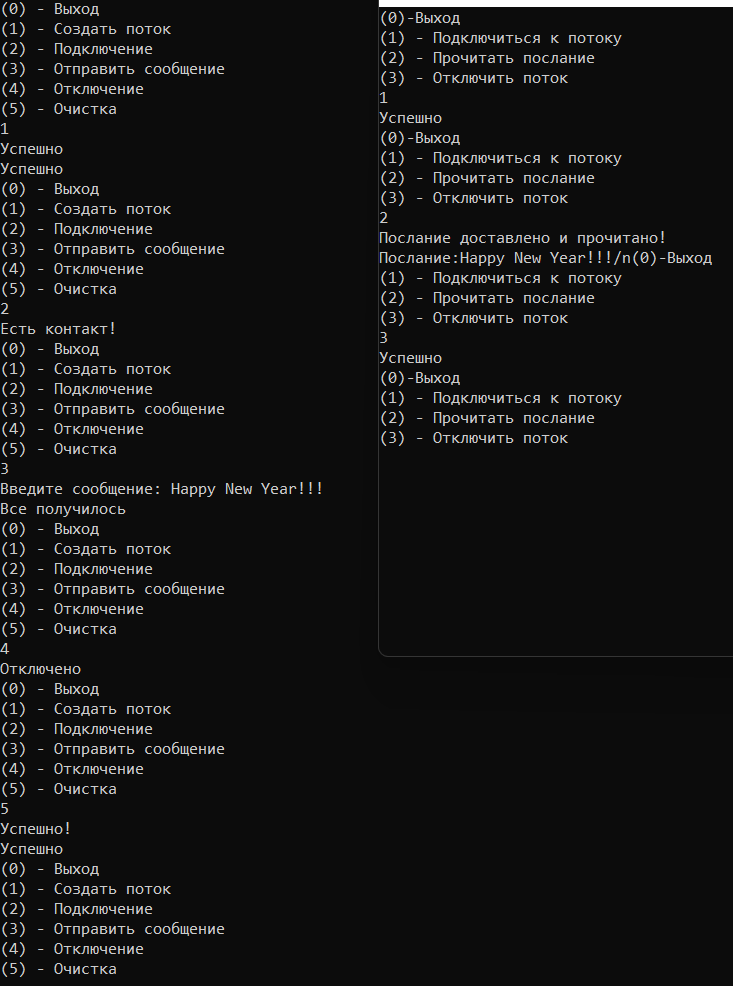 (0) - Выход
(1) - Создать поток
(2) - Подключение
(3) - Отправить сообщение
(4) - Отключение
(5) - Очистка
1
Успешно
Успешно
(0) - Выход
(1) - Создать поток
(2) - Подключение
(3) - Отправить сообщение
(4) - Отключение
(5) - Очистка
2
Есть контакт!
(0) - Выход
(1) - Создать поток
(2) - Подключение
(3) - Отправить сообщение
(4) - Отключение
(5) - Очистка
3
Введите сообщение: Happy New Year!!!
Все получилось
(0) - Выход
(1) - Создать поток
(2) - Подключение
(3) - Отправить сообщение
(4) - Отключение
(5) - Очистка
4
Отключено
(0) - Выход
(1) - Создать поток
(2) - Подключение
(3) - Отправить сообщение
(4) - Отключение
(5) - Очистка
5
Успешно!
Успешно
(0) - Выход
(1) - Создать поток
(2) - Подключение
(3) - Отправить сообщение
(4) - Отключение
(5) - Очистка
(0)-Выход
(1) - Подключиться к потоку
(2) - Прочитать послание
(3) - Отключить поток
1
Успешно
(0)-Выход
(1) - Подключиться к потоку
(2) - Прочитать послание
(3) - Отключить поток
2
Послание доставлено и прочитано!
Послание:Happy New Year!!!/n(0)-Выход
(1) - Подключиться к потоку
(2) - Прочитать послание
(3) - Отключить поток
3
Успешно
(0)-Выход
(1) - Подключиться к потоку
(2) - Прочитать послание
(3) - Отключить поток